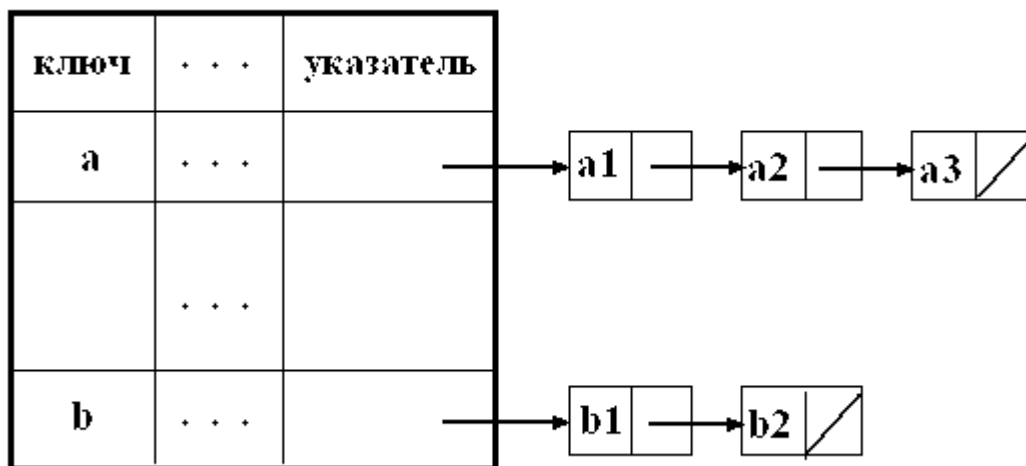 ключ . . . указатель
a . . . a1 a2 a3
. . .
b . . . b1 b2